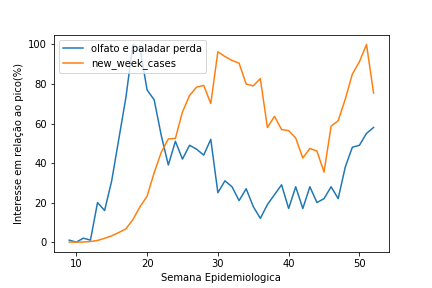 olfato e paladar perda
new_week_cases
Interesse em relação ao pico(%)
100
80
60
40
20
0
10
20
30
40
50
Semana Epidemiologica